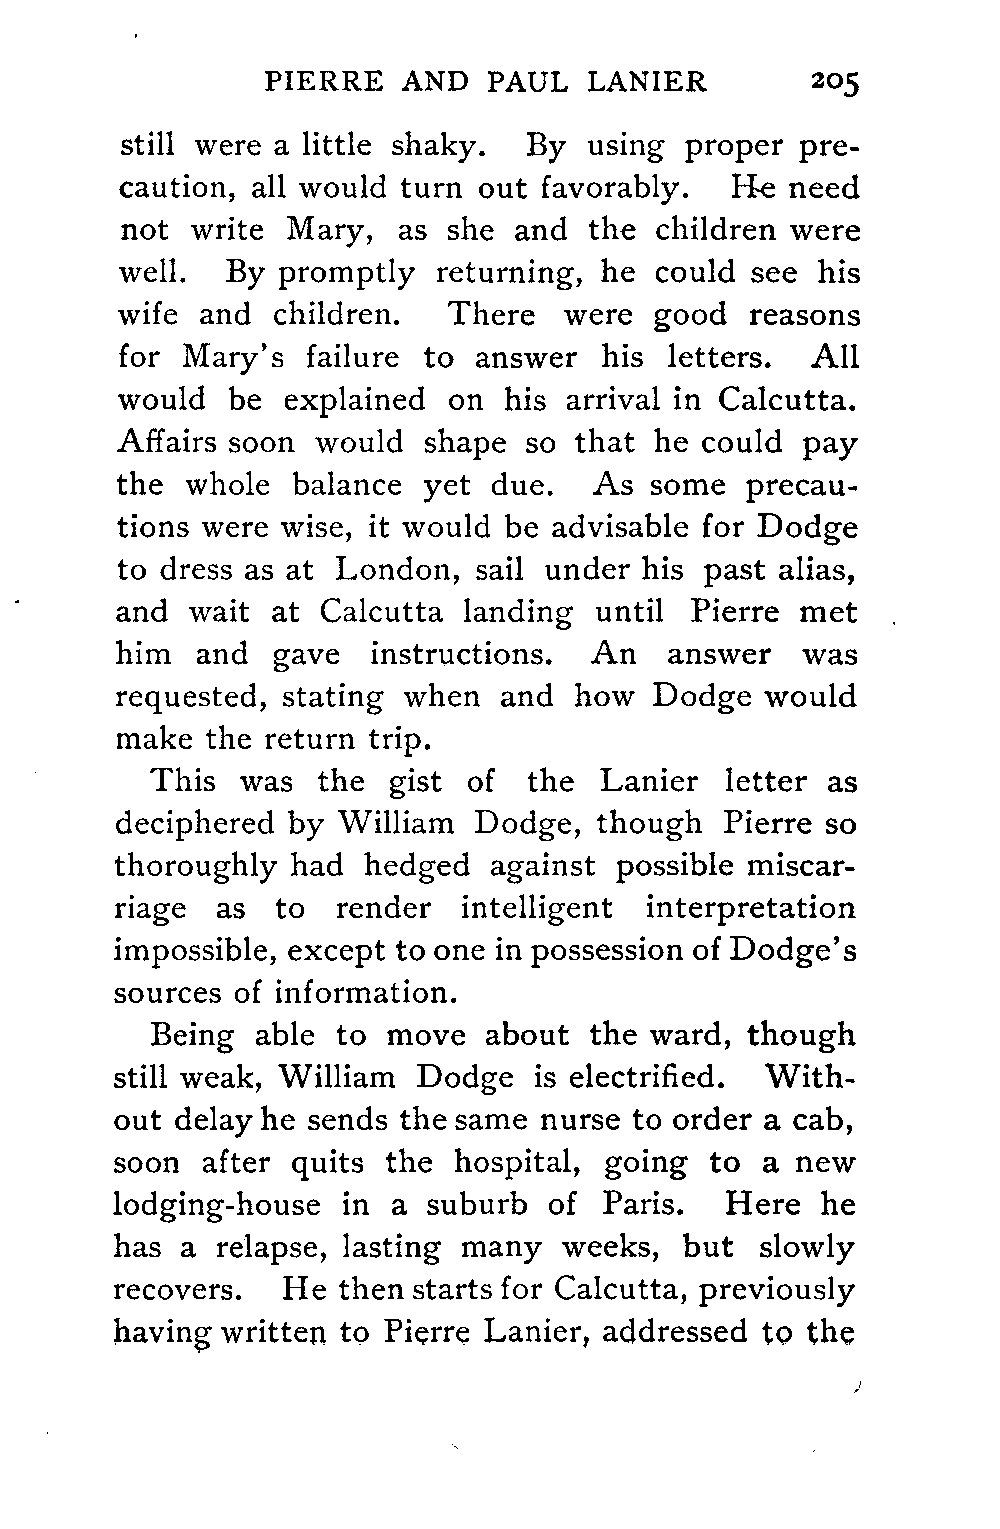 PIERRE AND PAUL LANIER 205
still were a little shaky. By using proper pre-
caution, all would turn out favorably. He need
not write Mary, as she and the children were
well. By promptly returning, he could see his
wife and children. There were good reasons
for Mary's failure to answer his letters. All
would be explained on his arrival in Calcutta.
Affairs soon would shape so that he could pay
the whole balance yet due. As some precau-
tions were wise, it would be advisable for Dodge
to dress as at London, sail under his past alias,
and wait at Calcutta landing until Pierre met
him and gave instructions. An answer was
requested, stating when and how Dodge would
make the return trip.
This was the gist of the Lanier letter as
deciphered by William Dodge, though Pierre so
thoroughly had hedged against possible miscar-
riage as to render intelligent interpretation
impossible, except to one in possession of Dodge's
sources of information.
Being able to move about the ward, though
still weak, William Dodge is electrified. With-
out delay he sends the same nurse to order a cab,
soon after quits the hospital, going to a new
lodging-house in a suburb of Paris. Here he
has a relapse, lasting many weeks, but slowly
recovers. He then starts for Calcutta, previously
having written to Pierre Lanier, addressed to the